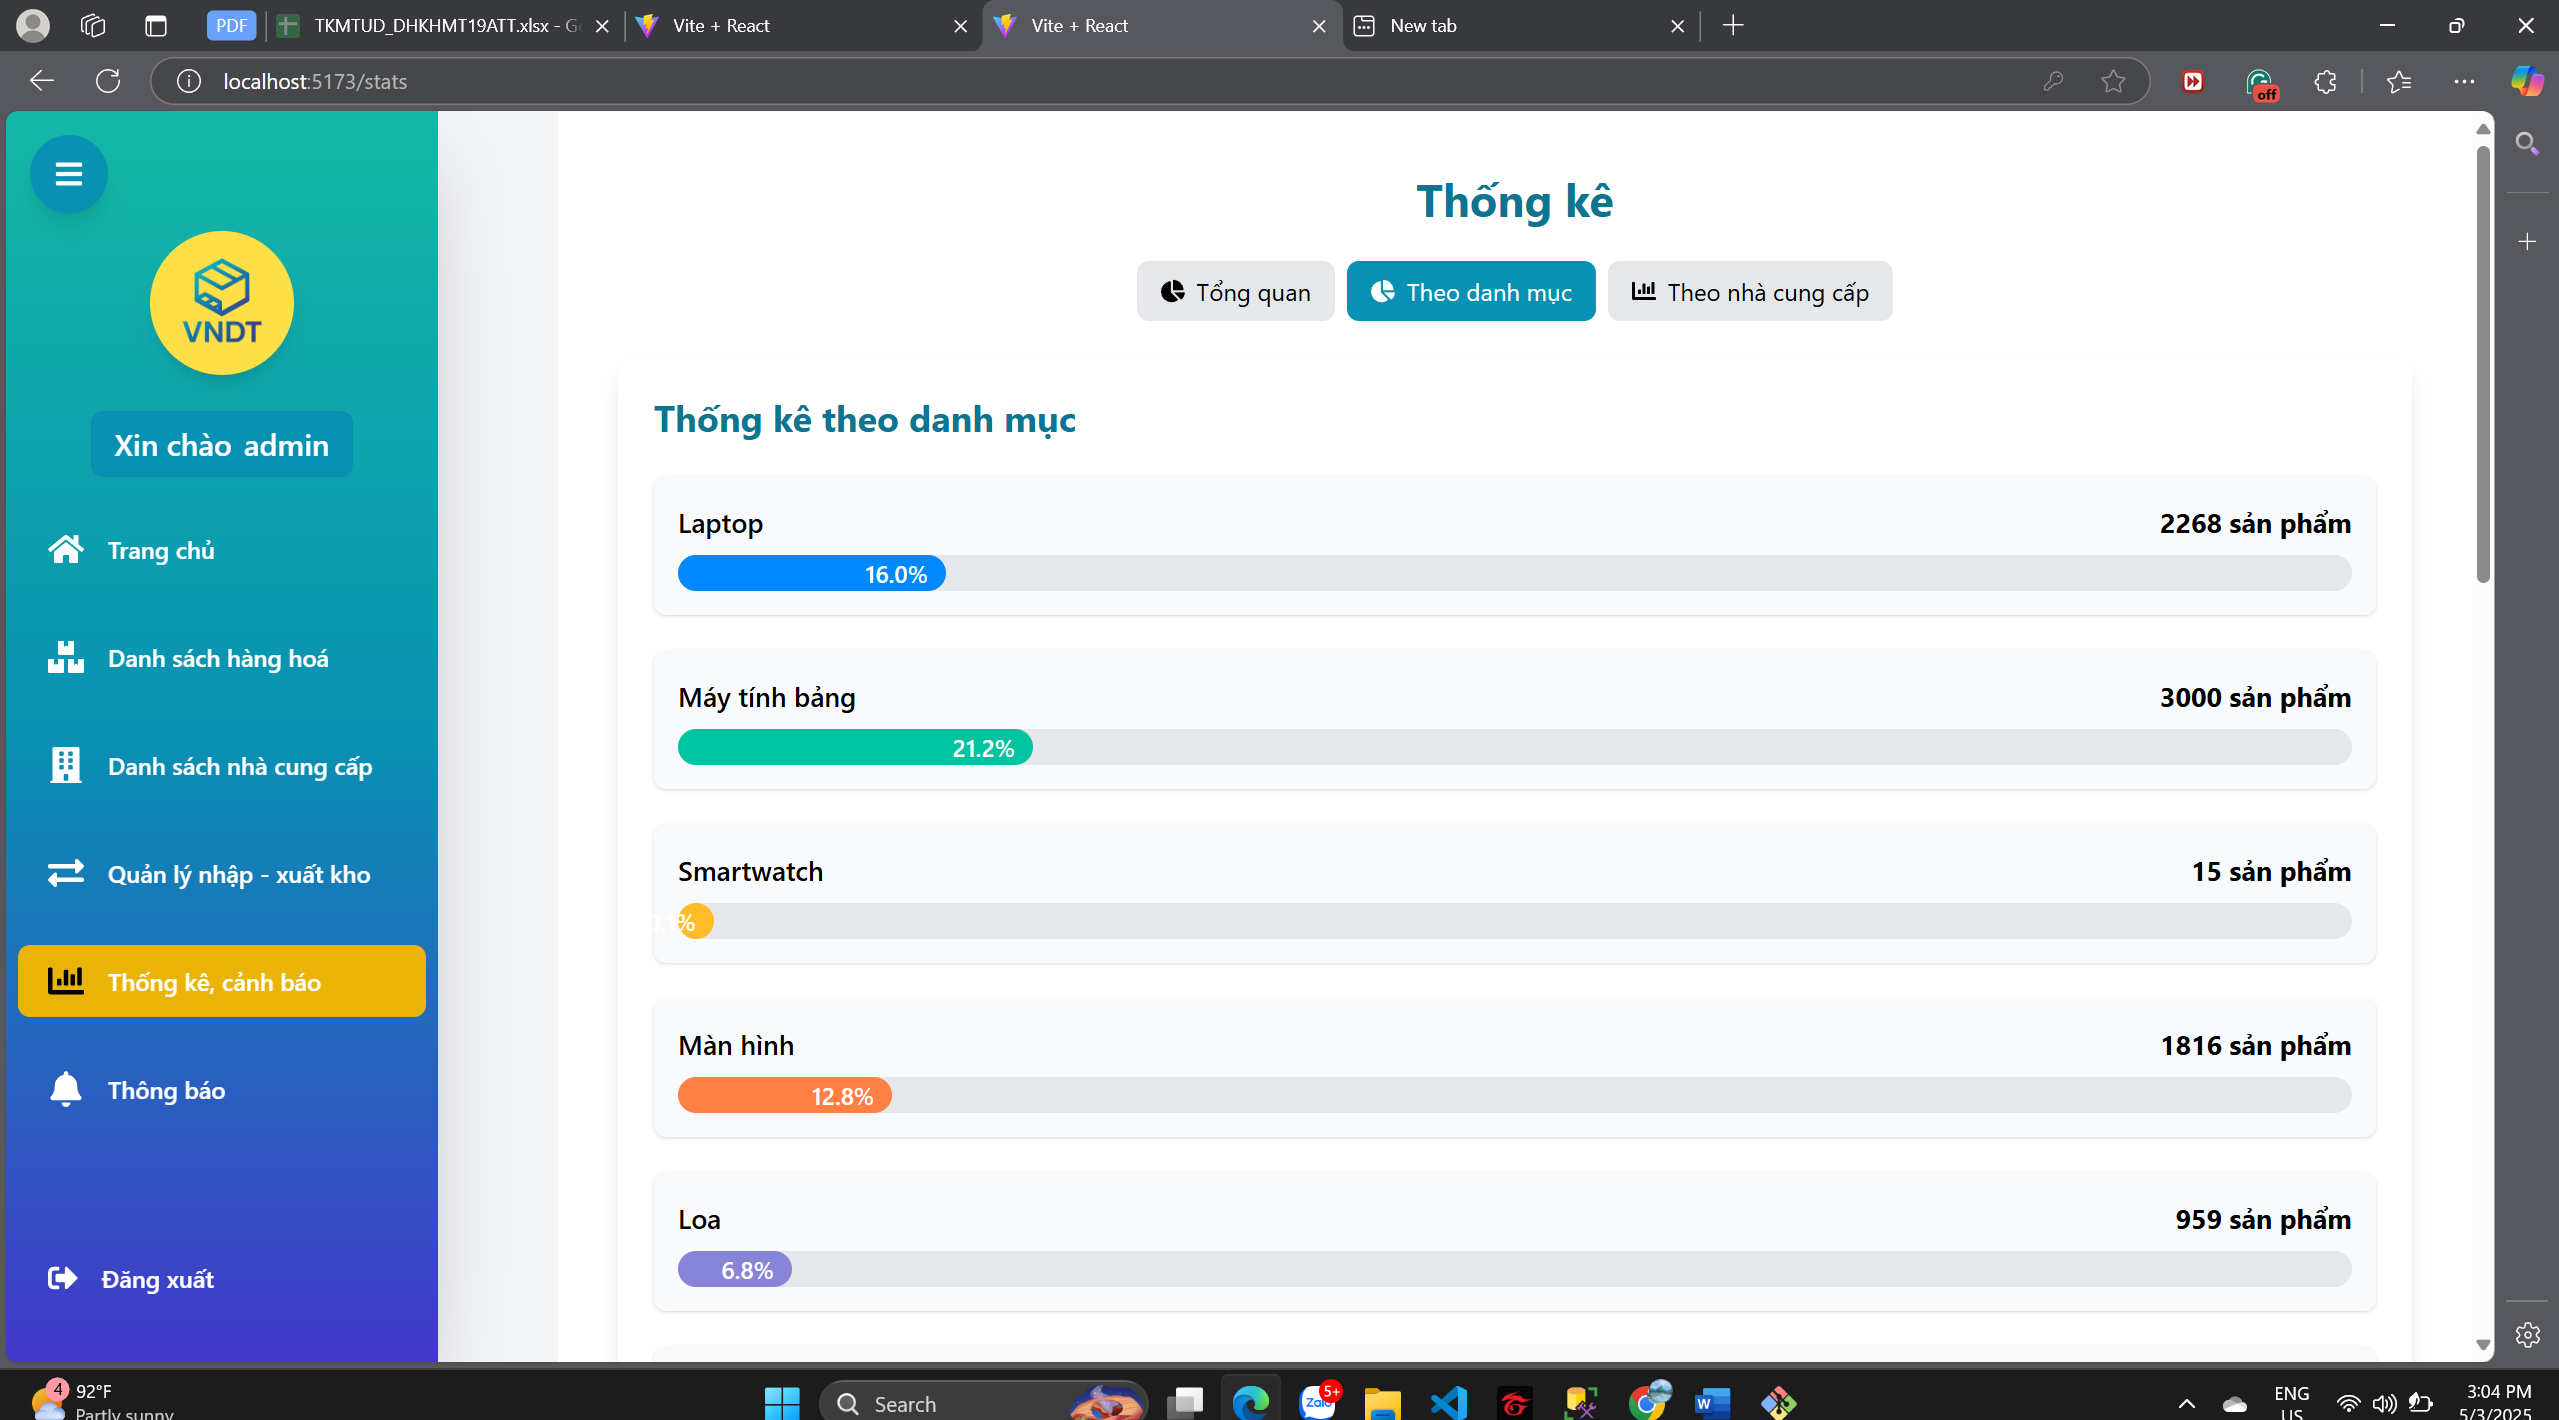 PDF
TKMTUD_DHKHMT19ATT.xlsx - G
Vite + React
Vite + React
New tab
localhost:5173/stats
off
VNDT
Xin chào admin
Trang chủ
Danh sách hàng hoá
Danh sách nhà cung cấp
Quản lý nhập - xuất kho
Thống kê, cảnh báo
Thông báo
Đăng xuất
Thống kê
Tổng quan
Theo danh mục
Theo nhà cung cấp
Thống kê theo danh mục
Laptop
2268 sản phẩm
16.0%
Máy tính bảng
3000 sản phẩm
21.2%
Smartwatch
15 sản phẩm
0.1%
Màn hình
1816 sản phẩm
12.8%
Loa
959 sản phẩm
6.8%
4
92°F
Partly sunny
Search
Zalo
5+
W
ENG
US
3:04 PM
5/3/2025